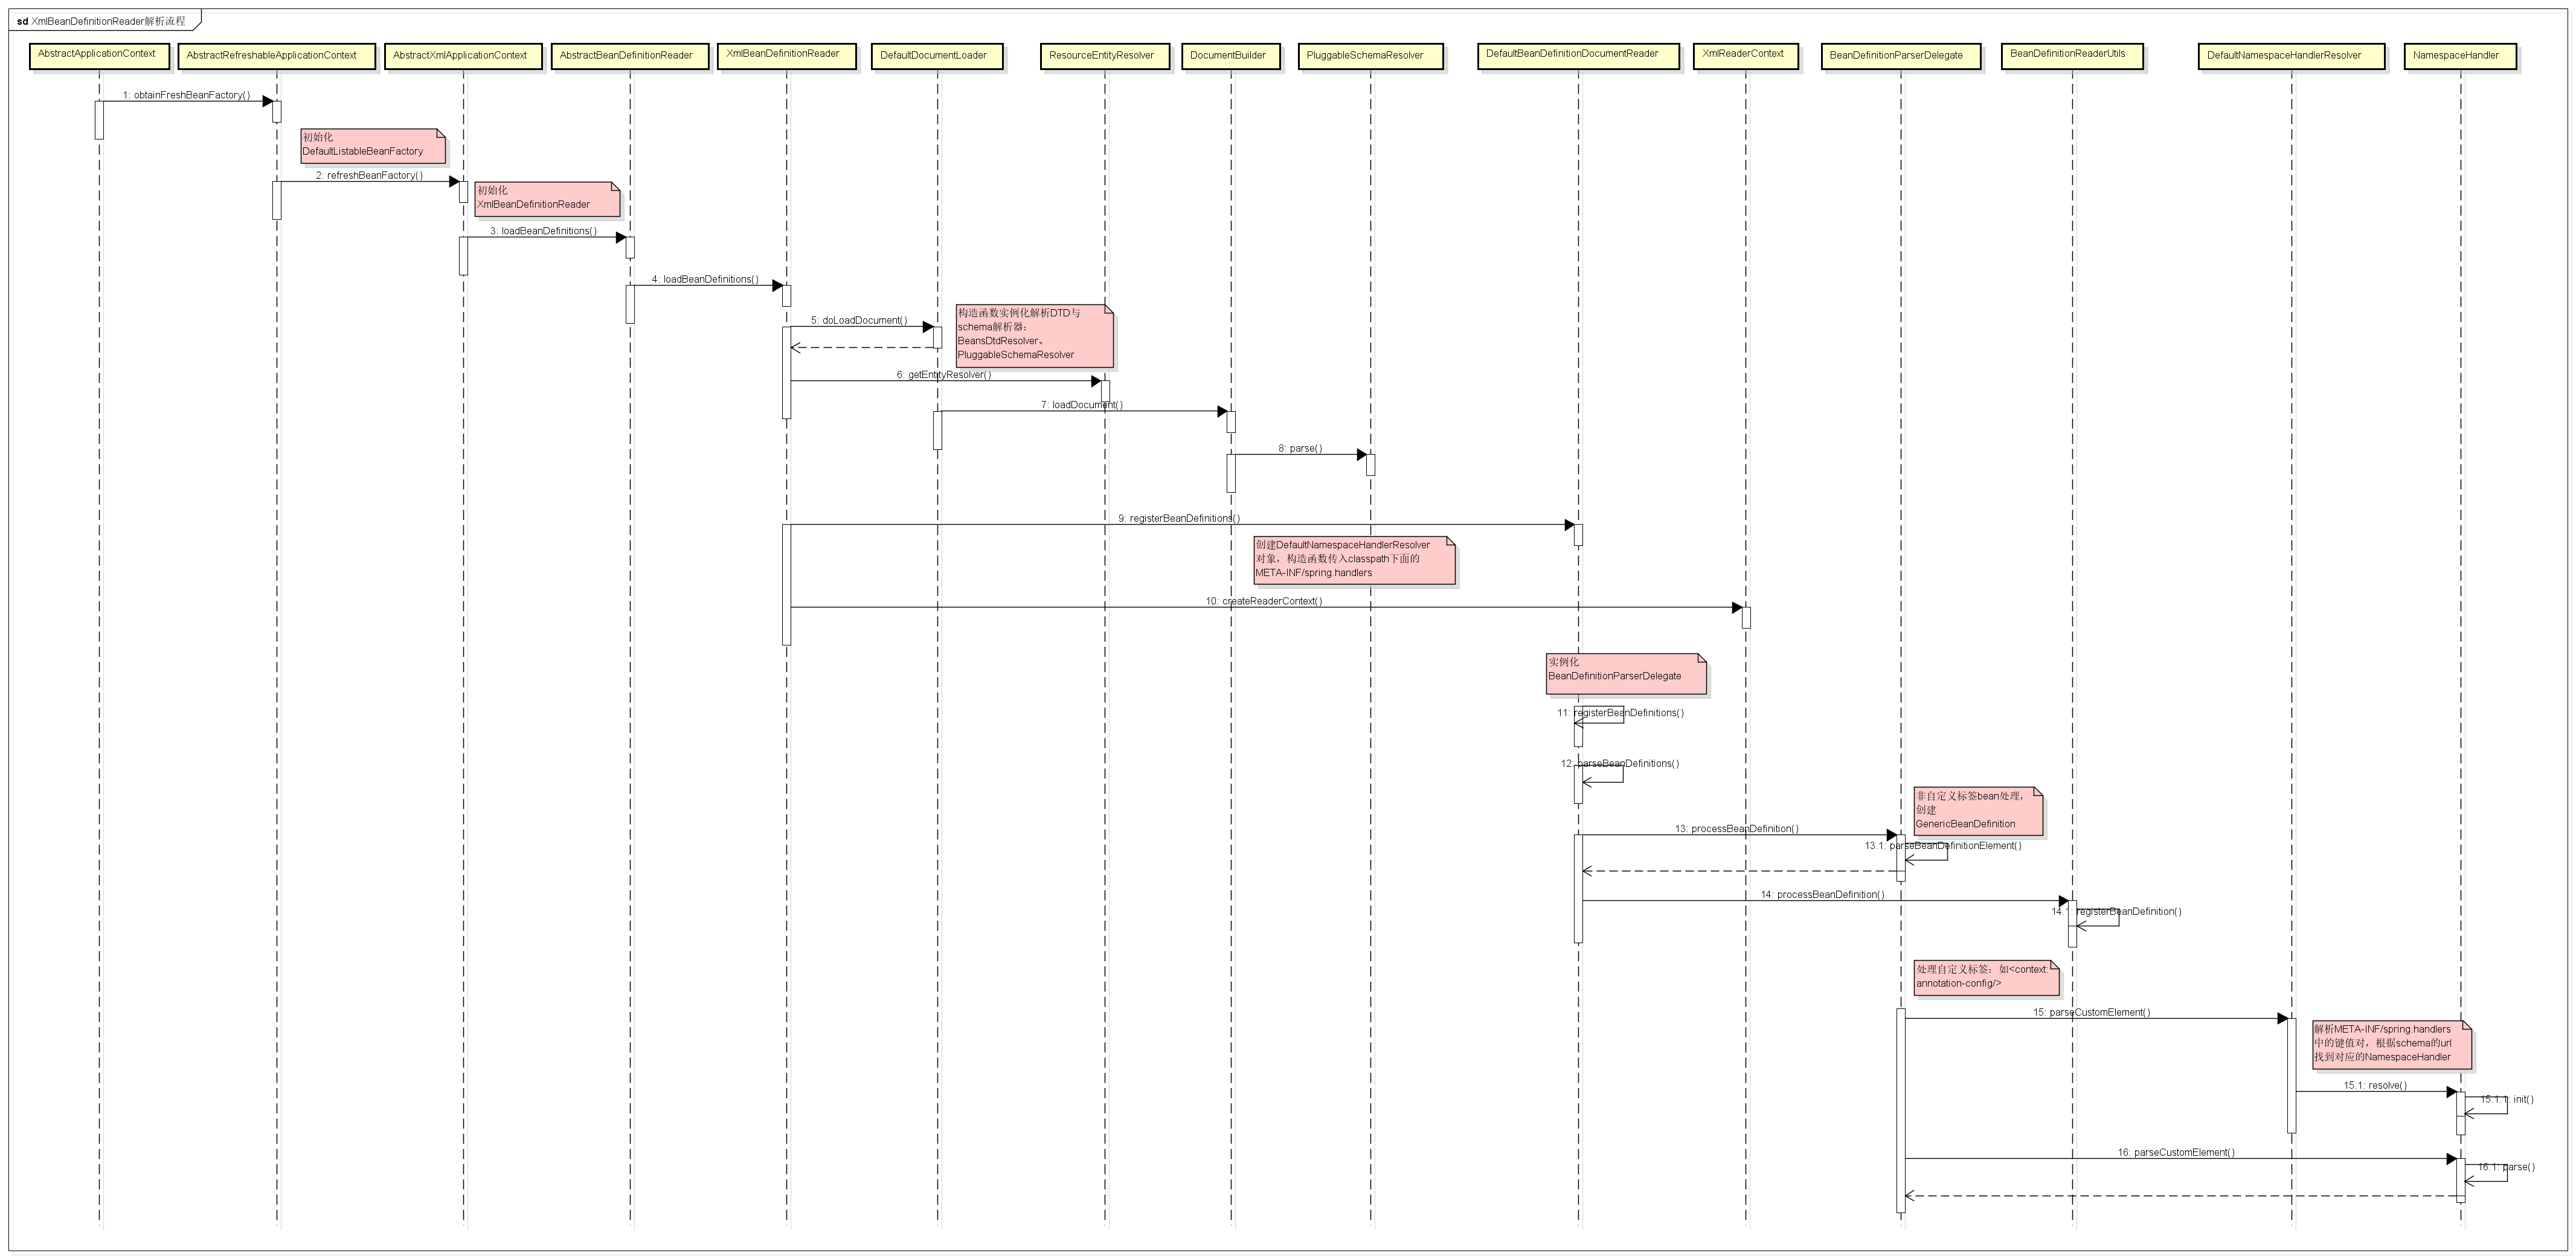 sd XmlBeanDefinitionReader解析流程
AbstractApplicationContext
AbstractRefreshableApplicationContext
AbstractXmlApplicationContext
AbstractBeanDefinitionReader
XmlBeanDefinitionReader
DefaultDocumentLoader
ResourceEntityResolver
DocumentBuilder
PluggableSchemaResolver
DefaultBeanDefinitionDocumentReader
XmlReaderContext
BeanDefinitionParserDelegate
BeanDefinitionReaderUtils
DefaultNamespaceHandlerResolver
NamespaceHandler
1: obtainFreshBeanFactory()
初始化
DefaultListableBeanFactory
2: refreshBeanFactory()
初始化
XmlBeanDefinitionReader
3: loadBeanDefinitions()
4: loadBeanDefinitions()
5: doLoadDocument()
构造函数实例化解析DTD与
schema解析器：
BeansDtdResolver、
PluggableSchemaResolver
6: getEntityResolver()
7: loadDocument()
8: parse()
9: registerBeanDefinitions()
创建DefaultNamespaceHandlerResolver
对象，构造函数传入classpath下面的
META-INF/spring.handlers
10: createReaderContext()
实例化
BeanDefinitionParserDelegate
11: registerBeanDefinitions()
12: parseBeanDefinitions()
非自定义标签bean处理，
创建
GenericBeanDefinition
13: processBeanDefinition()
13.1: parseBeanDefinitionElement()
14: processBeanDefinition()
14.1: registerBeanDefinition()
处理自定义标签：如<context:
annotation-config/>
15: parseCustomElement()
解析META-INF/spring.handlers
中的键值对，根据schema的url
找到对应的NamespaceHandler
15.1: resolve()
15.1.1: init()
16: parseCustomElement()
16.1: parse()